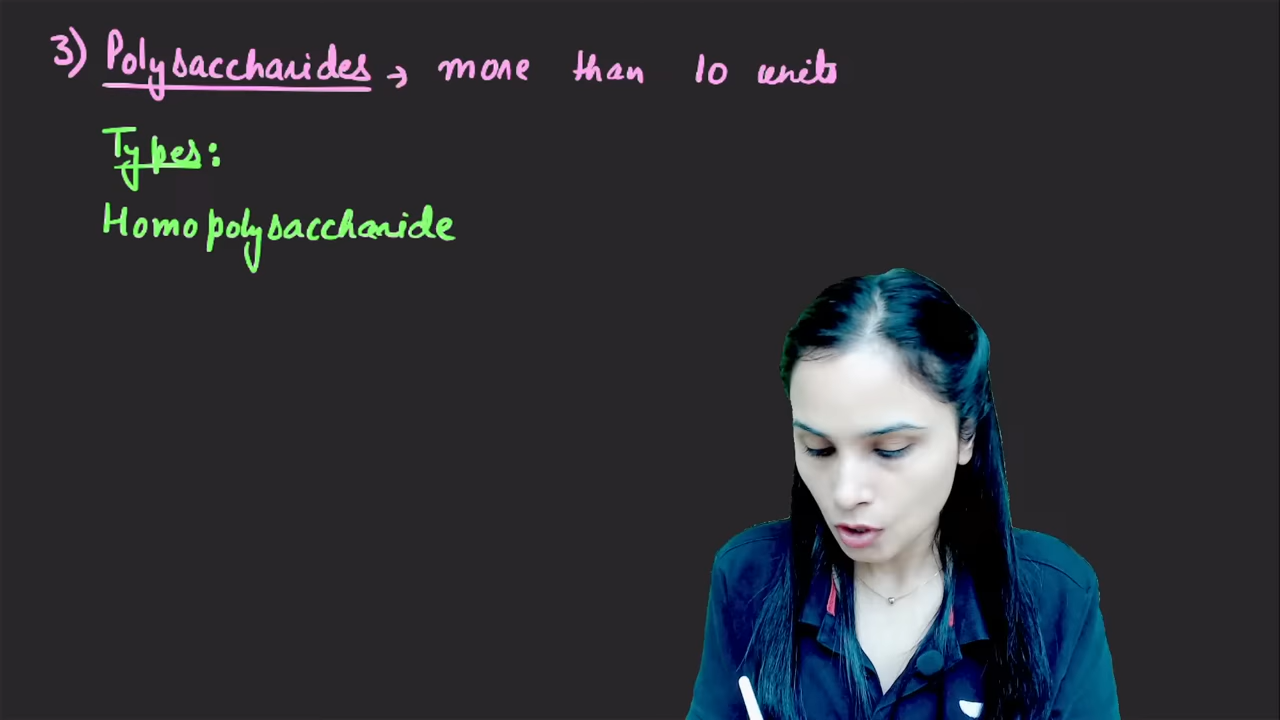 3) Polysaccharides → more than 10 units
Types:
Homopolysaccharide